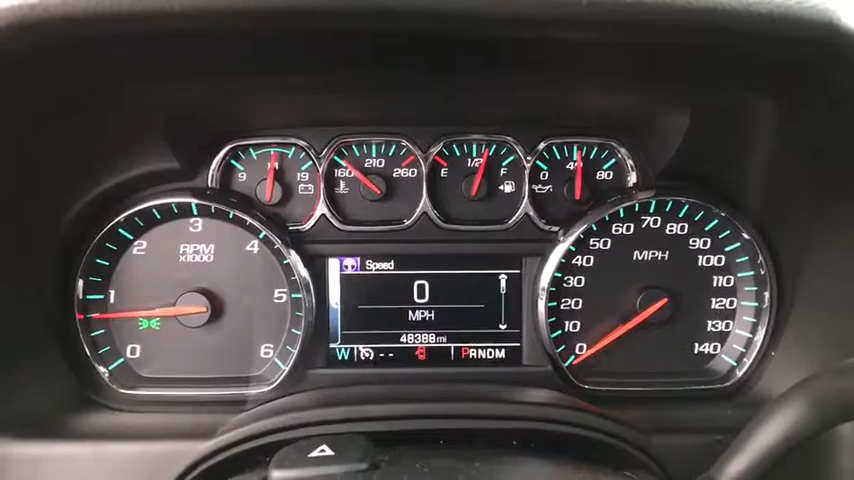 9 14 19
160 210 260
E 1/2 F
0 40 80
0 1 2 3 4 5 6
RPM
X1000
Speed
0
MPH
48388 mi
W -- PRNDM
0 10 20 30 40 50 60 70 80 90 100 110 120 130 140
MPH